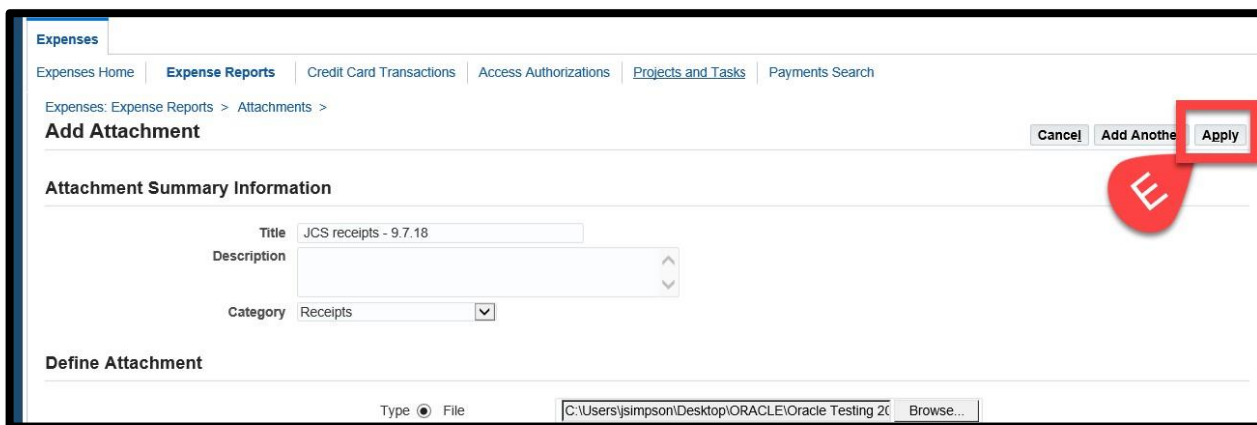 Expenses
Expenses Home Expense Reports Credit Card Transactions Access Authorizations Projects and Tasks Payments Search
Expenses: Expense Reports > Attachments >
Add Attachment Cancel Add Anothe Apply
E
Attachment Summary Information
Title JCS receipts - 9.7.18
Description
Category Receipts
Define Attachment
Type File C:\Users\jsimpson\Desktop\ORACLE\Oracle Testing 20 Browse...